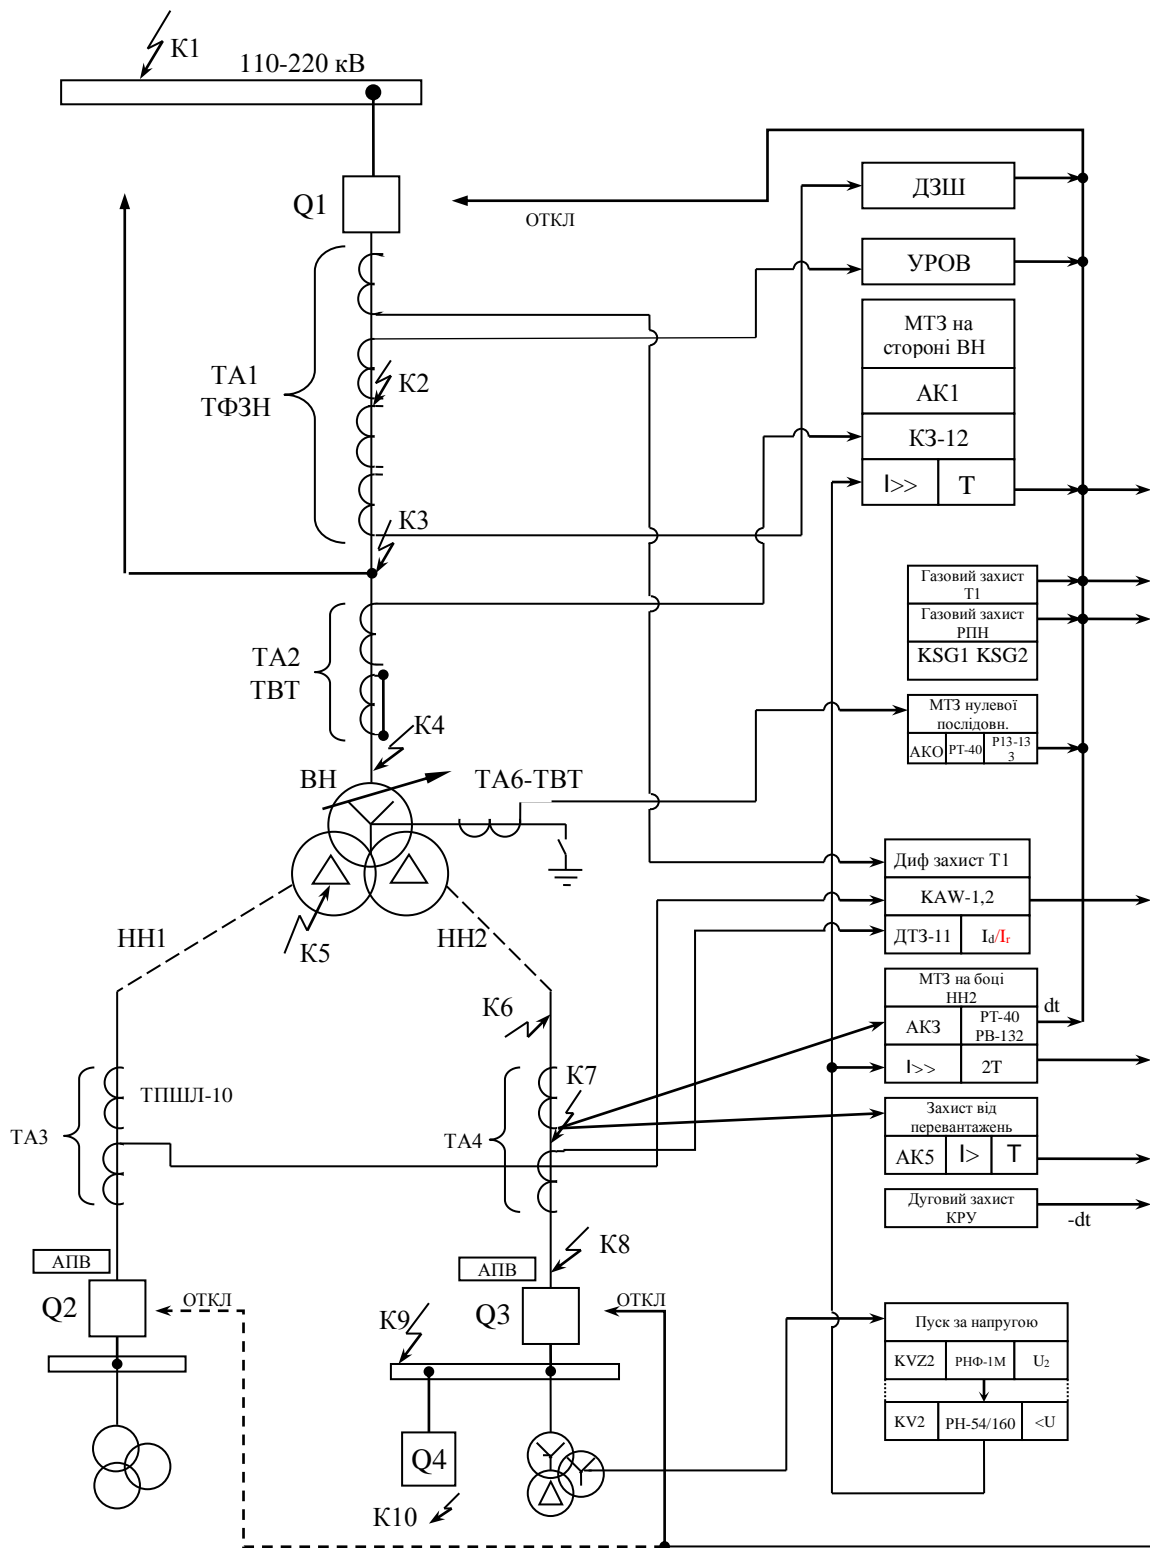 К1
110-220 кВ
Q1
ОТКЛ
ДЗШ
УРОВ
МТЗ на
стороні ВН
АК1
КЗ-12
I>>
Т
ТА1
ТФЗН
К2
К3
Газовий захист
Т1
Газовий захист
РПН
KSG1 KSG2
ТА2
ТВТ
К4
МТЗ нулевої
послідовн.
АКО
РТ-40
Р13-13
3
ВН
ТА6-ТВТ
Диф захист Т1
KAW-1,2
ДТЗ-11
Id/Ir
НН1
К5
НН2
МТЗ на боці
НН2
dt
АКЗ
РТ-40
РВ-132
I>>
2Т
К6
К7
ТПШЛ-10
ТА3
ТА4
Захист від
перевантажень
АК5
I>
Т
Дуговий захист
КРУ
-dt
К8
АПВ
АПВ
Q2
ОТКЛ
К9
Q3
ОТКЛ
Пуск за напругою
KVZ2
РНФ-1М
U2
KV2
РН-54/160
<U
Q4
К10